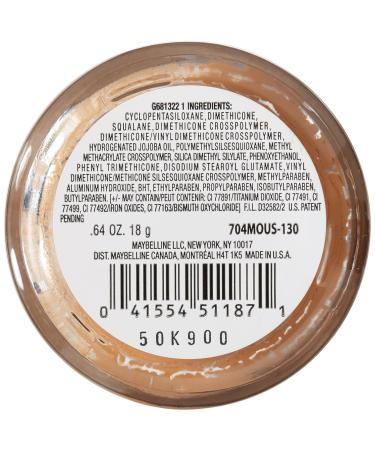 G681322 1 INGREDIENTS:
CYCLOPENTASILOXANE, DIMETHICONE,
SQUALANE, DIMETHICONE CROSSPOLYMER,
DIMETHICONE/VINYL DIMETHICONE CROSSPOLYMER,
HYDROGENATED JOJOBA OIL, POLYMETHYLSILSESQUIOXANE, METHYL
METHACRYLATE CROSSPOLYMER, SILICA DIMETHYL SILYLATE, PHENOXYETHANOL,
PHENYL TRIMETHICONE, DISODIUM STEAROYL GLUTAMATE, VINYL
DIMETHICONE/METHICONE SILSESQUIOXANE CROSSPOLYMER, METHYLPARABEN,
ALUMINUM HYDROXIDE, BHT, ETHYLPARABEN, PROPYLPARABEN, ISOBUTYLPARABEN,
BUTYLPARABEN. [+/- MAY CONTAIN/PEUT CONTENIR: CI 77891/TITANIUM DIOXIDE, CI 77491,
CI 77499, CI 77492/IRON OXIDES, CI 77163/BISMUTH OXYCHLORIDE] F.I.L. D32582/2 U.S. PATENT
PENDING
.64 OZ. 18 g 704MOUS-130
MAYBELLINE LLC, NEW YORK, NY 10017
DIST. MAYBELLINE CANADA, MONTRÉAL H4T 1K5 MADE IN U.S.A.
0 41554 51187 1
50K900